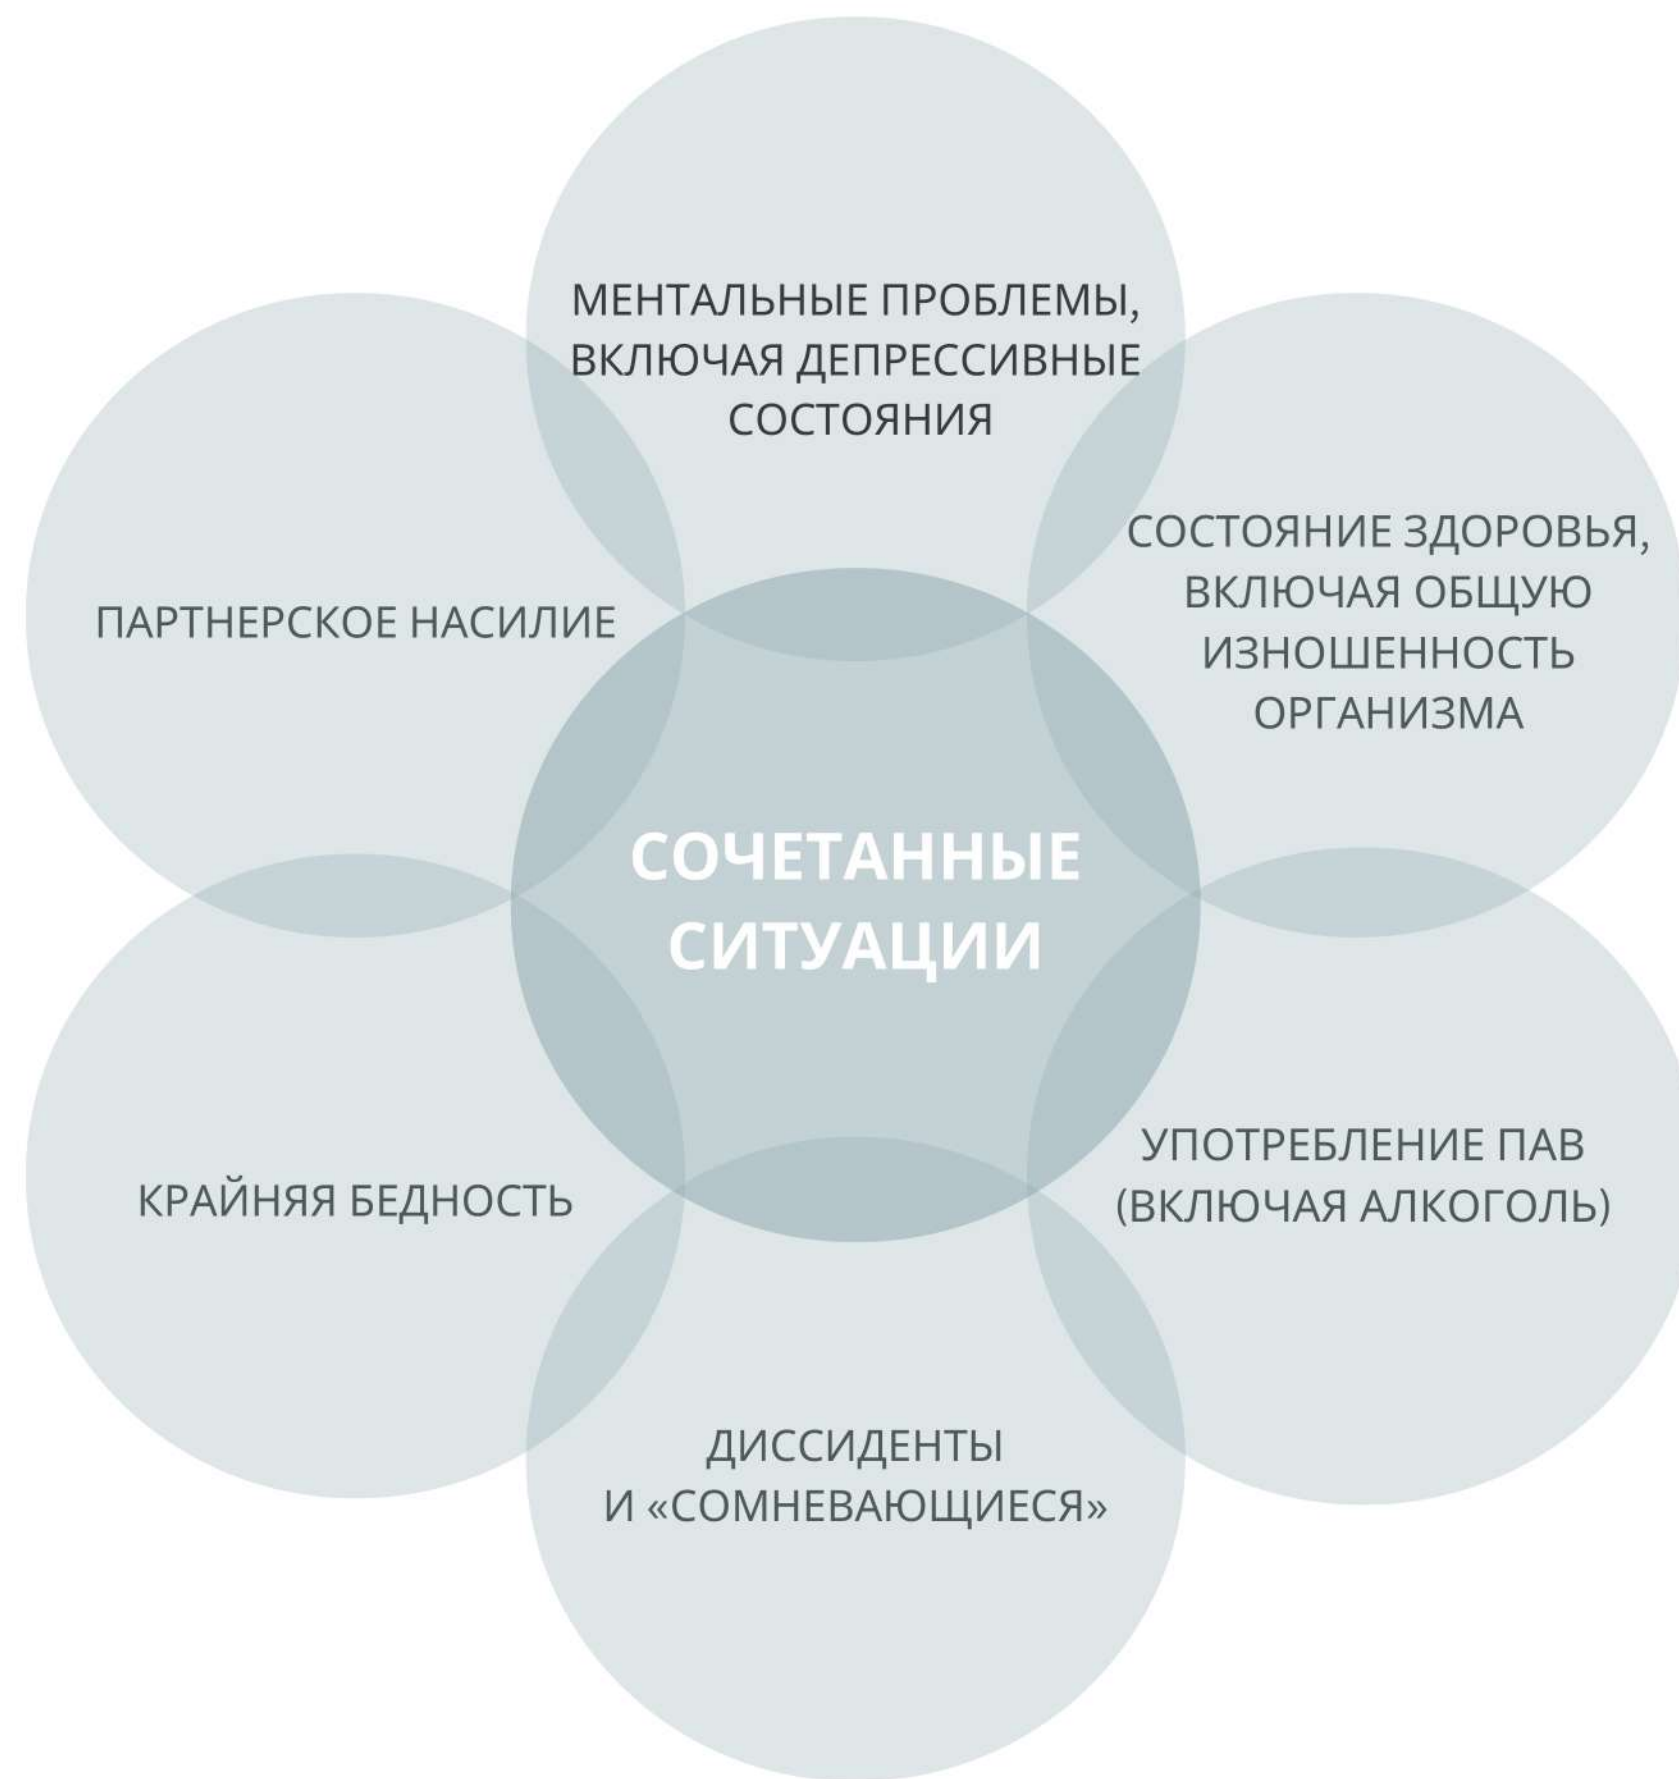 МЕНТАЛЬНЫЕ ПРОБЛЕМЫ,
ВКЛЮЧАЯ ДЕПРЕССИВНЫЕ
СОСТОЯНИЯ
СОСТОЯНИЕ ЗДОРОВЬЯ,
ВКЛЮЧАЯ ОБЩУЮ
ИЗНОШЕННОСТЬ
ОРГАНИЗМА
ПАРТНЕРСКОЕ НАСИЛИЕ
СОЧЕТАННЫЕ
СИТУАЦИИ
УПОТРЕБЛЕНИЕ ПАВ
(ВКЛЮЧАЯ АЛКОГОЛЬ)
КРАЙНЯЯ БЕДНОСТЬ
ДИССИДЕНТЫ
И «СОМНЕВАЮЩИЕСЯ»